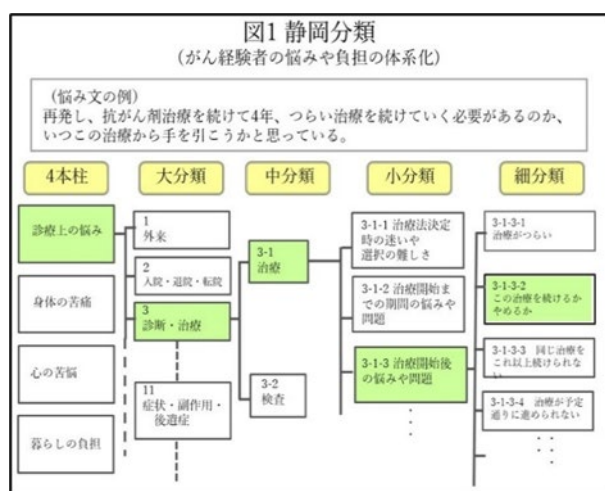 図1 静岡分類
(がん経験者の悩みや負担の体系化)
(悩み文の例)
再発し、抗がん剤治療を続けて4年、つらい治療を続けていく必要があるのか、
いつこの治療から手を引こうかと思っている。
4本柱
大分類
中分類
小分類
細分類
診療上の悩み
身体の苦痛
心の苦悩
暮らしの負担
1
外来
2
入院・退院・転院
3
診断・治療
11
症状・副作用・
後遺症
3-1
治療
3-2
検査
3-1-1 治療法決定
時の迷いや
選択の難しさ
3-1-2 治療開始ま
での期間の悩みや
問題
3-1-3 治療開始後
の悩みや問題
3-1-3-1
治療がつらい
3-1-3-2
この治療を続けるか
やめるか
3-1-3-3 同じ治療を
これ以上続けられない
3-1-3-4 治療が予定
通りに進められない